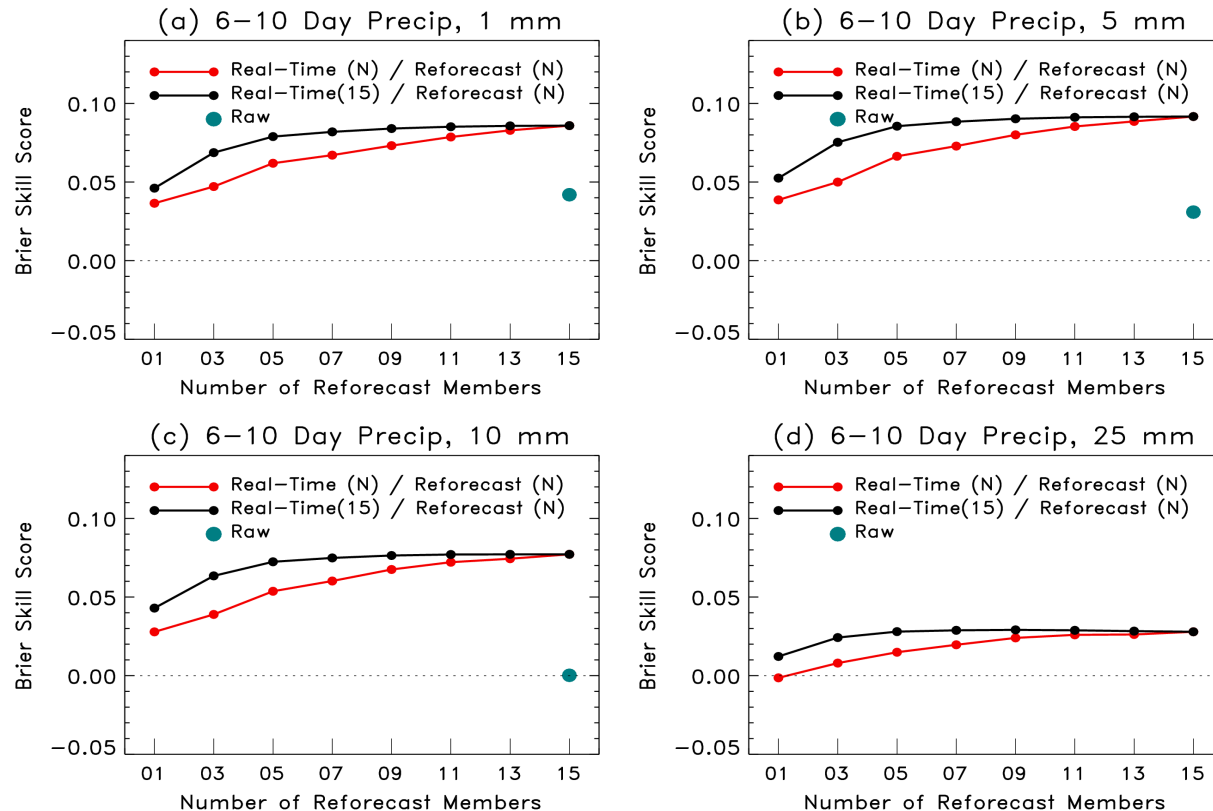 (a) 6−10 Day Precip, 1 mm
Real−Time (N) / Reforecast (N)
Real−Time(15) / Reforecast (N)
Raw
Brier Skill Score
0.10
0.05
0.00
−0.05
01 03 05 07 09 11 13 15
Number of Reforecast Members
(b) 6−10 Day Precip, 5 mm
Real−Time (N) / Reforecast (N)
Real−Time(15) / Reforecast (N)
Raw
Brier Skill Score
0.10
0.05
0.00
−0.05
01 03 05 07 09 11 13 15
Number of Reforecast Members
(c) 6−10 Day Precip, 10 mm
Real−Time (N) / Reforecast (N)
Real−Time(15) / Reforecast (N)
Raw
Brier Skill Score
0.10
0.05
0.00
−0.05
01 03 05 07 09 11 13 15
Number of Reforecast Members
(d) 6−10 Day Precip, 25 mm
Real−Time (N) / Reforecast (N)
Real−Time(15) / Reforecast (N)
Raw
Brier Skill Score
0.10
0.05
0.00
−0.05
01 03 05 07 09 11 13 15
Number of Reforecast Members